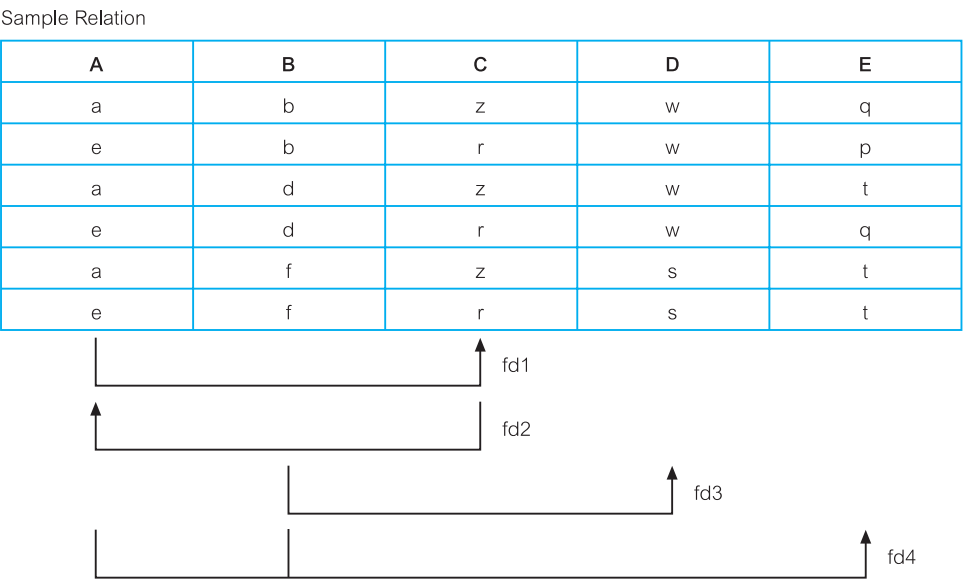 Sample Relation
A B C D E
a b z w q
e b r w p
a d z w t
e d r w q
a f z s t
e f r s t
fd1
fd2
fd3
fd4